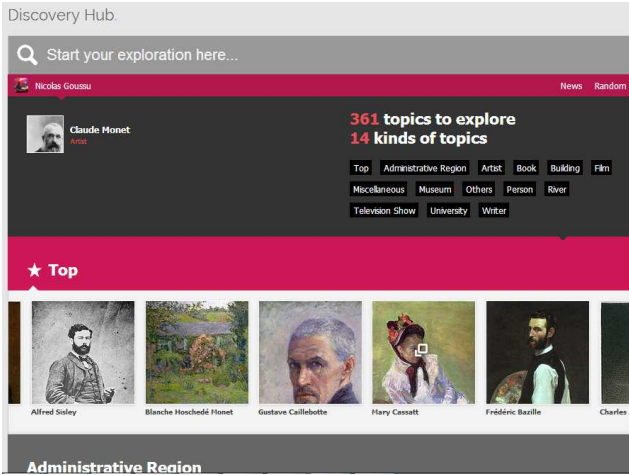 Discovery Hub.
Start your exploration here...
Nicolas Goussu
News Random
Claude Monet
Artist
361 topics to explore
14 kinds of topics
Top Administrative Region Artist Book Building Film
Miscellaneous Museum Others Person River
Television Show University Writer
★ Top
Alfred Sisley Blanche Hoschedé Monet Gustave Caillebotte Mary Cassatt Frédéric Bazille Charles
Administrative Region